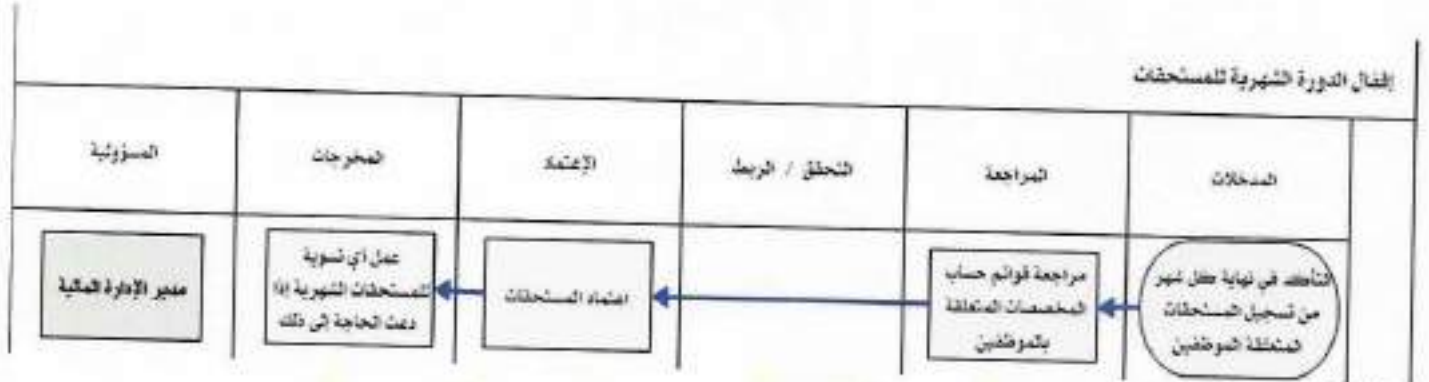 إقفال الدورة الشهرية للمستحقات
المدخلات
المراجعة
التحقق / الربط
الإعتماد
المخرجات
المسؤولية
التأكد في نهاية كل شهر
من تسجيل المستحقات
المتعلقة الموظفين
مراجعة قوائم حساب
المخصصات المتعلقة
بالموظفين
اعتماد المستحقات
عمل أي تسوية
للمستحقات الشهرية إذا
دعت الحاجة إلى ذلك
مدير الإدارة المالية